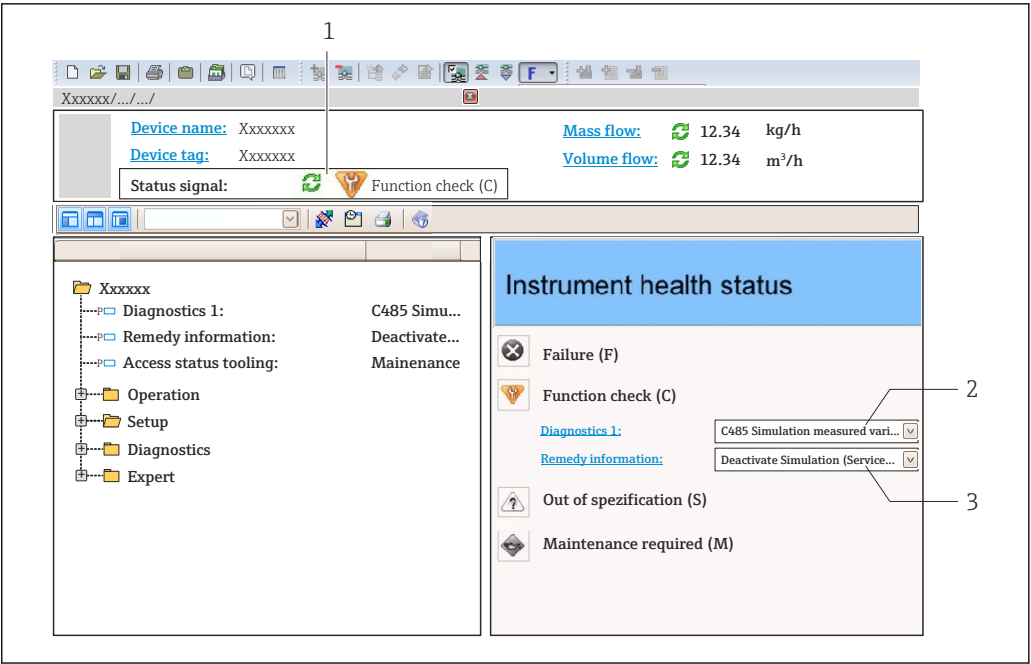 1
F
Xxxxxx/.../.../
Device name: Xxxxxxx
Mass flow: 12.34 kg/h
Device tag: Xxxxxxx
Volume flow: 12.34 m³/h
Status signal: Function check (C)
Xxxxxx
Diagnostics 1: C485 Simu...
Remedy information: Deactivate...
Access status tooling: Mainenance
Operation
Setup
Diagnostics
Expert
Instrument health status
Failure (F)
Function check (C)
Diagnostics 1: C485 Simulation measured vari...
2
Remedy information: Deactivate Simulation (Service...
3
Out of spezification (S)
Maintenance required (M)